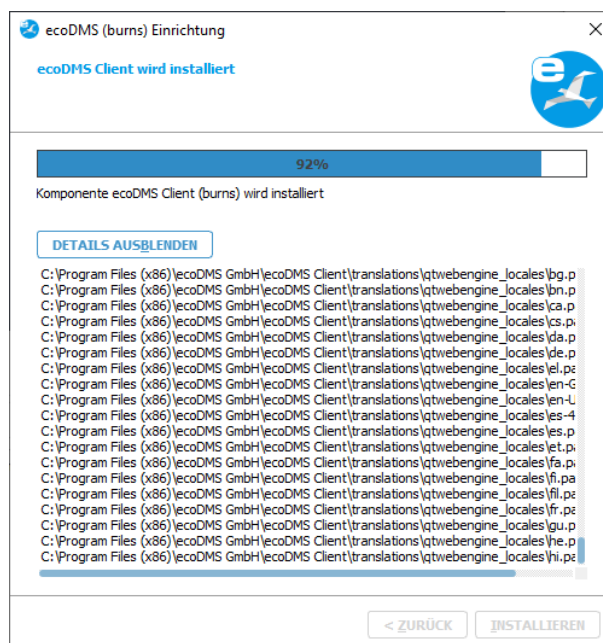 ecoDMS (burns) Einrichtung
ecoDMS Client wird installiert
e
92%
Komponente ecoDMS Client (burns) wird installiert
DETAILS AUSBLENDEN
C:\Program Files (x86)\ecoDMS GmbH\ecoDMS Client\translations\qtwebengine_locales\bg.p
C:\Program Files (x86)\ecoDMS GmbH\ecoDMS Client\translations\qtwebengine_locales\bn.p
C:\Program Files (x86)\ecoDMS GmbH\ecoDMS Client\translations\qtwebengine_locales\ca.p
C:\Program Files (x86)\ecoDMS GmbH\ecoDMS Client\translations\qtwebengine_locales\cs.pa
C:\Program Files (x86)\ecoDMS GmbH\ecoDMS Client\translations\qtwebengine_locales\da.p
C:\Program Files (x86)\ecoDMS GmbH\ecoDMS Client\translations\qtwebengine_locales\de.p
C:\Program Files (x86)\ecoDMS GmbH\ecoDMS Client\translations\qtwebengine_locales\el.pa
C:\Program Files (x86)\ecoDMS GmbH\ecoDMS Client\translations\qtwebengine_locales\en-G
C:\Program Files (x86)\ecoDMS GmbH\ecoDMS Client\translations\qtwebengine_locales\en-U
C:\Program Files (x86)\ecoDMS GmbH\ecoDMS Client\translations\qtwebengine_locales\es-4
C:\Program Files (x86)\ecoDMS GmbH\ecoDMS Client\translations\qtwebengine_locales\es.p
C:\Program Files (x86)\ecoDMS GmbH\ecoDMS Client\translations\qtwebengine_locales\et.pa
C:\Program Files (x86)\ecoDMS GmbH\ecoDMS Client\translations\qtwebengine_locales\fa.pa
C:\Program Files (x86)\ecoDMS GmbH\ecoDMS Client\translations\qtwebengine_locales\fi.pa
C:\Program Files (x86)\ecoDMS GmbH\ecoDMS Client\translations\qtwebengine_locales\fil.pa
C:\Program Files (x86)\ecoDMS GmbH\ecoDMS Client\translations\qtwebengine_locales\fr.pa
C:\Program Files (x86)\ecoDMS GmbH\ecoDMS Client\translations\qtwebengine_locales\gu.p
C:\Program Files (x86)\ecoDMS GmbH\ecoDMS Client\translations\qtwebengine_locales\he.p
C:\Program Files (x86)\ecoDMS GmbH\ecoDMS Client\translations\qtwebengine_locales\hi.pa
< ZURÜCK INSTALLIEREN